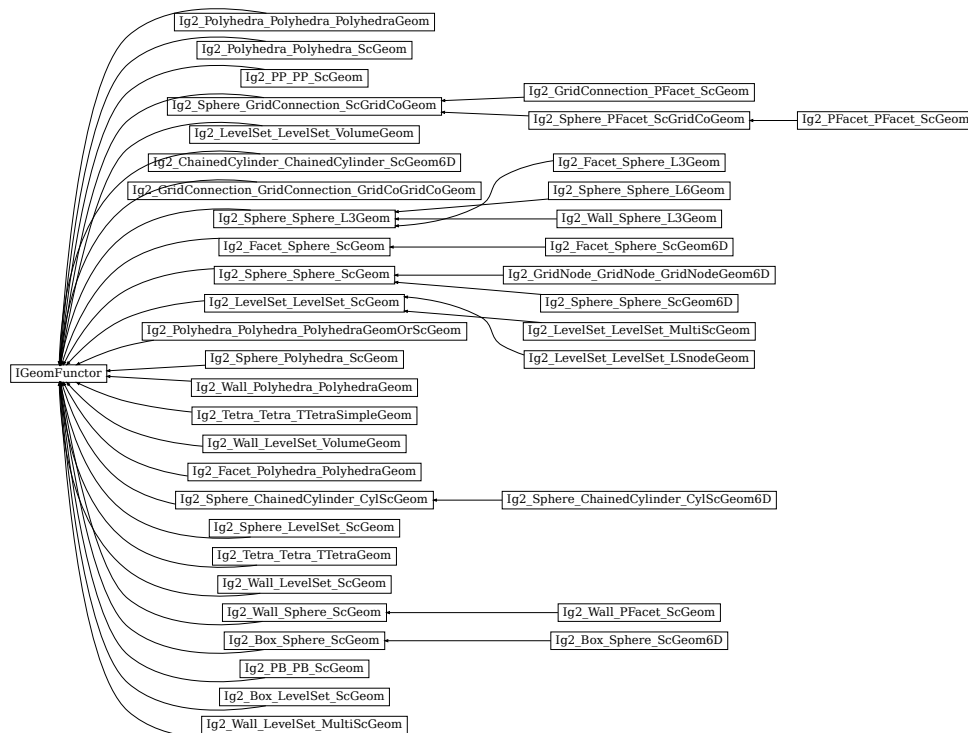 Ig2_Polyhedra_Polyhedra_PolyhedraGeom
Ig2_Polyhedra_Polyhedra_ScGeom
Ig2_PP_PP_ScGeom
Ig2_GridConnection_PFacet_ScGeom
Ig2_Sphere_GridConnection_ScGridCoGeom
Ig2_Sphere_PFacet_ScGridCoGeom
Ig2_PFacet_PFacet_ScGeom
Ig2_LevelSet_LevelSet_VolumeGeom
Ig2_ChainedCylinder_ChainedCylinder_ScGeom6D
Ig2_Facet_Sphere_L3Geom
Ig2_GridConnection_GridConnection_GridCoGridCoGeom
Ig2_Sphere_Sphere_L6Geom
Ig2_Sphere_Sphere_L3Geom
Ig2_Wall_Sphere_L3Geom
Ig2_Facet_Sphere_ScGeom
Ig2_Facet_Sphere_ScGeom6D
Ig2_Sphere_Sphere_ScGeom
Ig2_GridNode_GridNode_GridNodeGeom6D
Ig2_LevelSet_LevelSet_ScGeom
Ig2_Sphere_Sphere_ScGeom6D
Ig2_Polyhedra_Polyhedra_PolyhedraGeomOrScGeom
Ig2_LevelSet_LevelSet_MultiScGeom
Ig2_Sphere_Polyhedra_ScGeom
Ig2_LevelSet_LevelSet_LSnodeGeom
IGeomFunctor
Ig2_Wall_Polyhedra_PolyhedraGeom
Ig2_Tetra_Tetra_TTetraSimpleGeom
Ig2_Wall_LevelSet_VolumeGeom
Ig2_Facet_Polyhedra_PolyhedraGeom
Ig2_Sphere_ChainedCylinder_CylScGeom
Ig2_Sphere_ChainedCylinder_CylScGeom6D
Ig2_Sphere_LevelSet_ScGeom
Ig2_Tetra_Tetra_TTetraGeom
Ig2_Wall_LevelSet_ScGeom
Ig2_Wall_Sphere_ScGeom
Ig2_Wall_PFacet_ScGeom
Ig2_Box_Sphere_ScGeom
Ig2_Box_Sphere_ScGeom6D
Ig2_PB_PB_ScGeom
Ig2_Box_LevelSet_ScGeom
Ig2_Wall_LevelSet_MultiScGeom